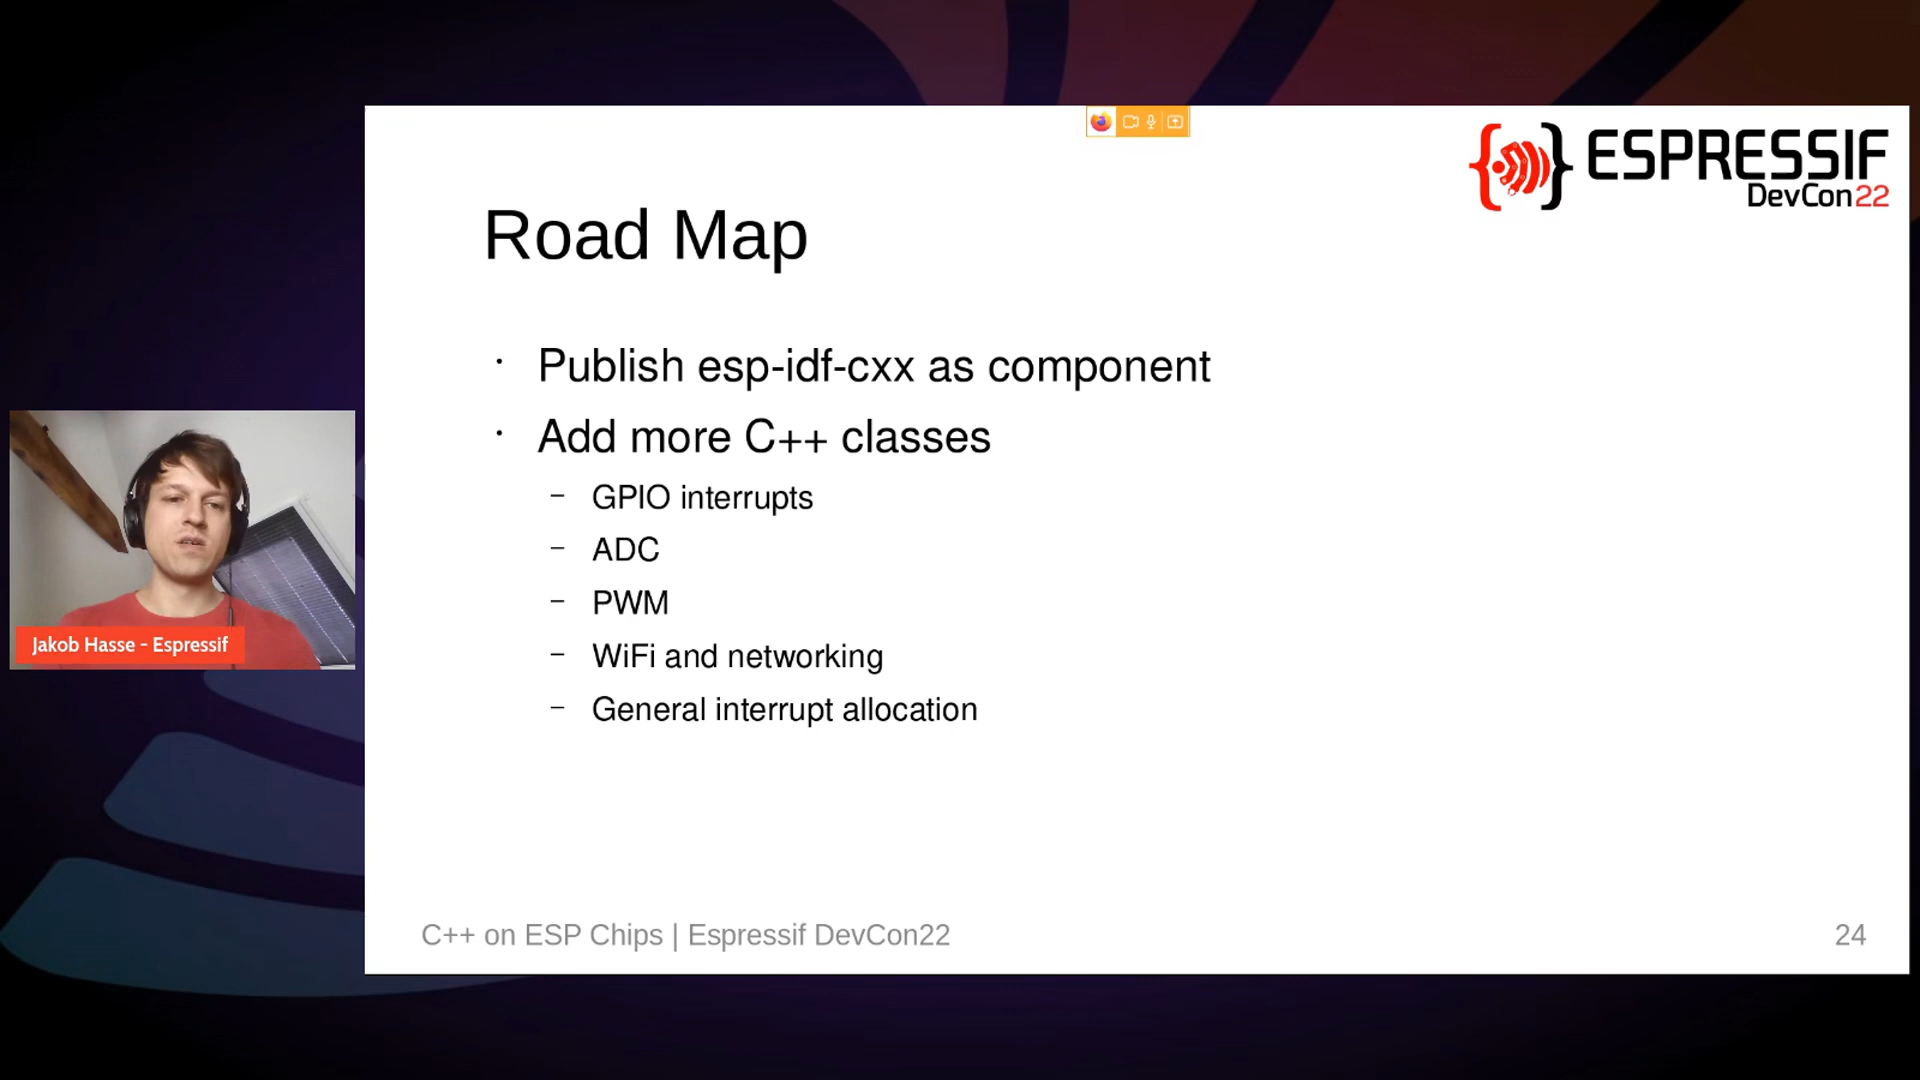 ESPRESSIF
DevCon22
Road Map
· Publish esp-idf-cxx as component
· Add more C++ classes
– GPIO interrupts
– ADC
– PWM
– WiFi and networking
– General interrupt allocation
Jakob Hasse - Espressif
C++ on ESP Chips | Espressif DevCon22
24